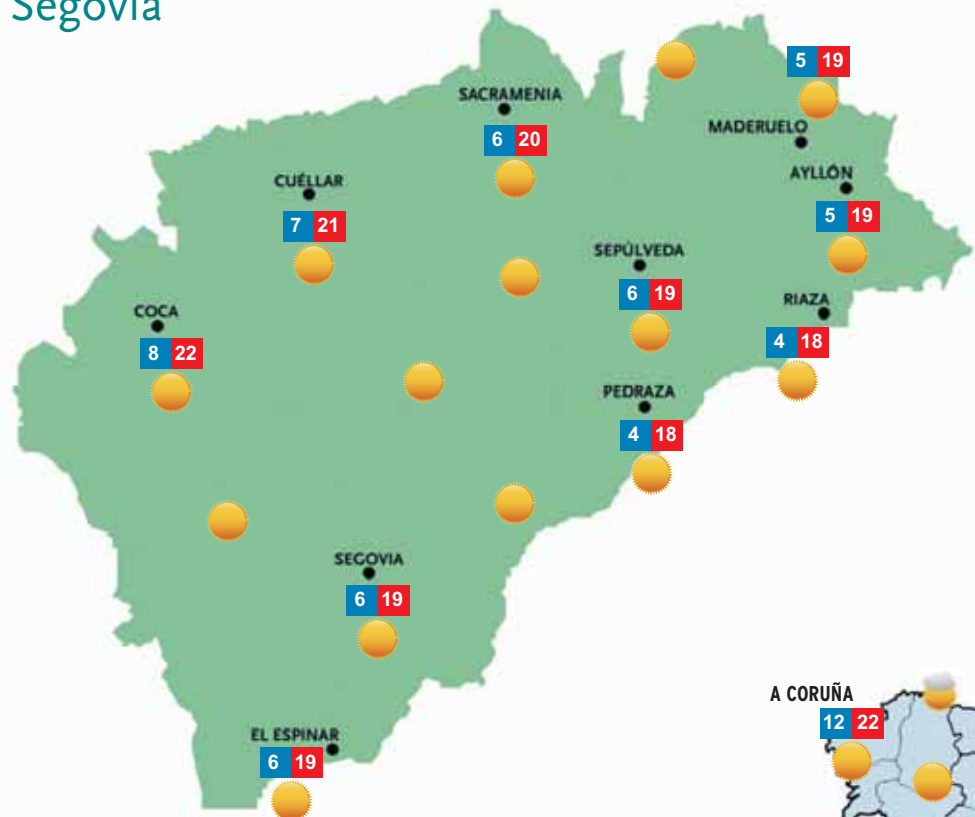 Segovia
5 19
SACRAMENIA
MADERUELO
6 20
AYLLÓN
CUÉLLAR
5 19
7 21
SEPÚLVEDA
6 19
RIAZA
COCA
4 18
8 22
PEDRAZA
4 18
SEGOVIA
6 19
A CORUÑA
12 22
EL ESPINAR
6 19